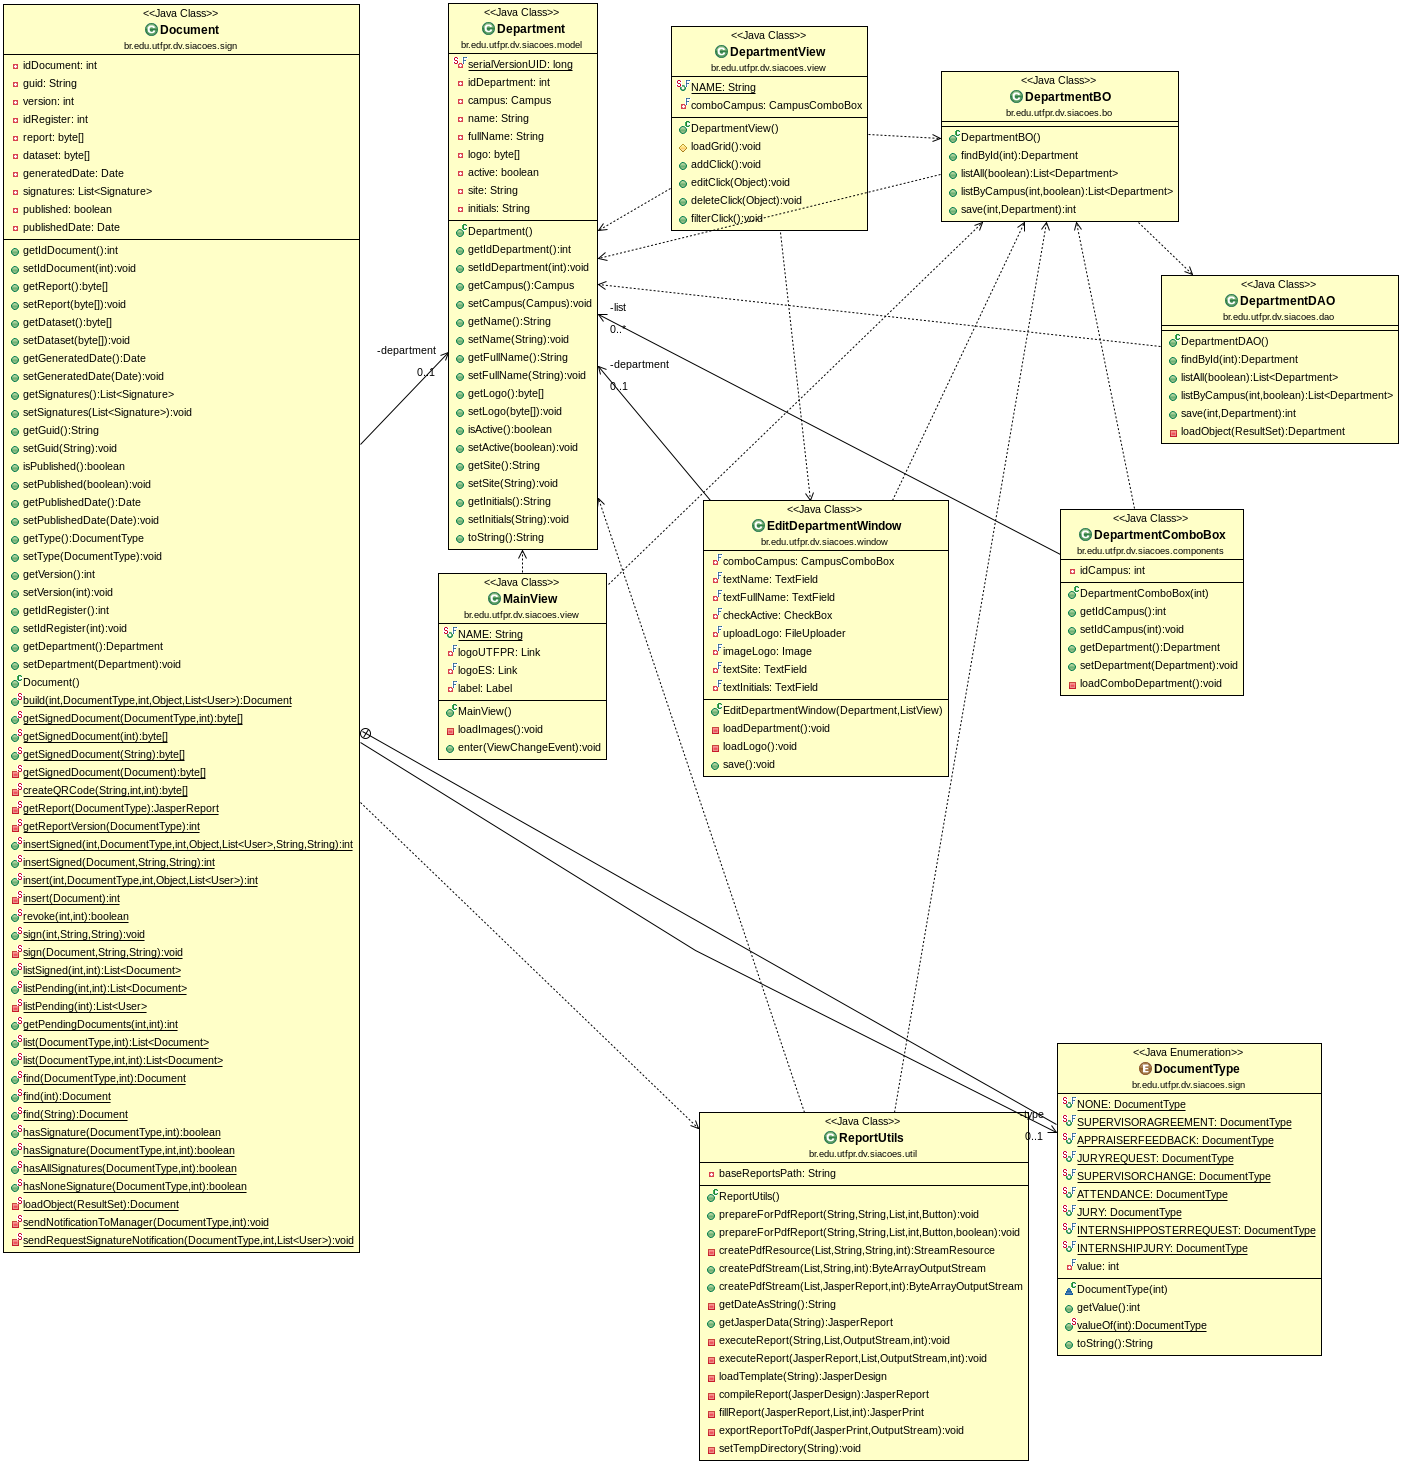 <<Java Class>>
Document
br.edu.utfpr.dv.siacoes.sign
idDocument: int
guid: String
version: int
idRegister: int
report: byte[]
dataset: byte[]
generatedDate: Date
signatures: List<Signature>
published: boolean
publishedDate: Date
getIdDocument():int
setIdDocument(int):void
getReport():byte[]
setReport(byte[]):void
getDataset():byte[]
setDataset(byte[]):void
getGeneratedDate():Date
setGeneratedDate(Date):void
getSignatures():List<Signature>
setSignatures(List<Signature>):void
getGuid():String
setGuid(String):void
isPublished():boolean
setPublished(boolean):void
getPublishedDate():Date
setPublishedDate(Date):void
getType():DocumentType
setType(DocumentType):void
getVersion():int
setVersion(int):void
getIdRegister():int
setIdRegister(int):void
getDepartment():Department
setDepartment(Department):void
Document()
build(int,DocumentType,int,Object,List<User>):Document
getSignedDocument(DocumentType,int):byte[]
getSignedDocument(int):byte[]
getSignedDocument(String):byte[]
getSignedDocument(Document):byte[]
createQRCode(String,int,int):byte[]
getReport(DocumentType):JasperReport
getReportVersion(DocumentType):int
insertSigned(int,DocumentType,int,Object,List<User>,String,String):int
insertSigned(Document,String,String):int
insert(int,DocumentType,int,Object,List<User>):int
insert(Document):int
revoke(int,int):boolean
sign(int,String,String):void
sign(Document,String,String):void
listSigned(int,int):List<Document>
listPending(int,int):List<Document>
listPending(int):List<User>
getPendingDocuments(int,int):int
list(DocumentType,int):List<Document>
list(DocumentType,int,int):List<Document>
find(DocumentType,int):Document
find(int):Document
find(String):Document
hasSignature(DocumentType,int):boolean
hasSignature(DocumentType,int,int):boolean
hasAllSignatures(DocumentType,int):boolean
hasNoneSignature(DocumentType,int):boolean
loadObject(ResultSet):Document
sendNotificationToManager(DocumentType,int):void
sendRequestSignatureNotification(DocumentType,int,List<User>):void
-department
0..1
<<Java Class>>
Department
br.edu.utfpr.dv.siacoes.model
serialVersionUID: long
idDepartment: int
campus: Campus
name: String
fullName: String
logo: byte[]
active: boolean
site: String
initials: String
Department()
getIdDepartment():int
setIdDepartment(int):void
getCampus():Campus
setCampus(Campus):void
getName():String
setName(String):void
getFullName():String
setFullName(String):void
getLogo():byte[]
setLogo(byte[]):void
isActive():boolean
setActive(boolean):void
getSite():String
setSite(String):void
getInitials():String
setInitials(String):void
toString():String
-list
0..*
-department
0..1
<<Java Class>>
DepartmentView
br.edu.utfpr.dv.siacoes.view
NAME: String
comboCampus: CampusComboBox
DepartmentView()
loadGrid():void
addClick():void
editClick(Object):void
deleteClick(Object):void
filterClick():void
<<Java Class>>
DepartmentBO
br.edu.utfpr.dv.siacoes.bo
DepartmentBO()
findById(int):Department
listAll(boolean):List<Department>
listByCampus(int,boolean):List<Department>
save(int,Department):int
<<Java Class>>
DepartmentDAO
br.edu.utfpr.dv.siacoes.dao
DepartmentDAO()
findById(int):Department
listAll(boolean):List<Department>
listByCampus(int,boolean):List<Department>
save(int,Department):int
loadObject(ResultSet):Department
<<Java Class>>
MainView
br.edu.utfpr.dv.siacoes.view
NAME: String
logoUTFPR: Link
logoES: Link
label: Label
MainView()
loadImages():void
enter(ViewChangeEvent):void
<<Java Class>>
EditDepartmentWindow
br.edu.utfpr.dv.siacoes.window
comboCampus: CampusComboBox
textName: TextField
textFullName: TextField
checkActive: CheckBox
uploadLogo: FileUploader
imageLogo: Image
textSite: TextField
textInitials: TextField
EditDepartmentWindow(Department,ListView)
loadDepartment():void
loadLogo():void
save():void
<<Java Class>>
DepartmentComboBox
br.edu.utfpr.dv.siacoes.components
idCampus: int
DepartmentComboBox(int)
getIdCampus():int
setIdCampus(int):void
getDepartment():Department
setDepartment(Department):void
loadComboDepartment():void
<<Java Class>>
ReportUtils
br.edu.utfpr.dv.siacoes.util
baseReportsPath: String
ReportUtils()
prepareForPdfReport(String,String,List,int,Button):void
prepareForPdfReport(String,String,List,int,Button,boolean):void
createPdfResource(List,String,String,int):StreamResource
createPdfStream(List,String,int):ByteArrayOutputStream
createPdfStream(List,JasperReport,int):ByteArrayOutputStream
getDateAsString():String
getJasperData(String):JasperReport
executeReport(String,List,OutputStream,int):void
executeReport(JasperReport,List,OutputStream,int):void
loadTemplate(String):JasperDesign
compileReport(JasperDesign):JasperReport
fillReport(JasperReport,List,int):JasperPrint
exportReportToPdf(JasperPrint,OutputStream):void
setTempDirectory(String):void
-type
0..1
<<Java Enumeration>>
DocumentType
br.edu.utfpr.dv.siacoes.sign
NONE: DocumentType
SUPERVISORAGREEMENT: DocumentType
APPRAISERFEEDBACK: DocumentType
JURYREQUEST: DocumentType
SUPERVISORCHANGE: DocumentType
ATTENDANCE: DocumentType
JURY: DocumentType
INTERNSHIPPOSTERREQUEST: DocumentType
INTERNSHIPJURY: DocumentType
value: int
DocumentType(int)
getValue():int
valueOf(int):DocumentType
toString():String